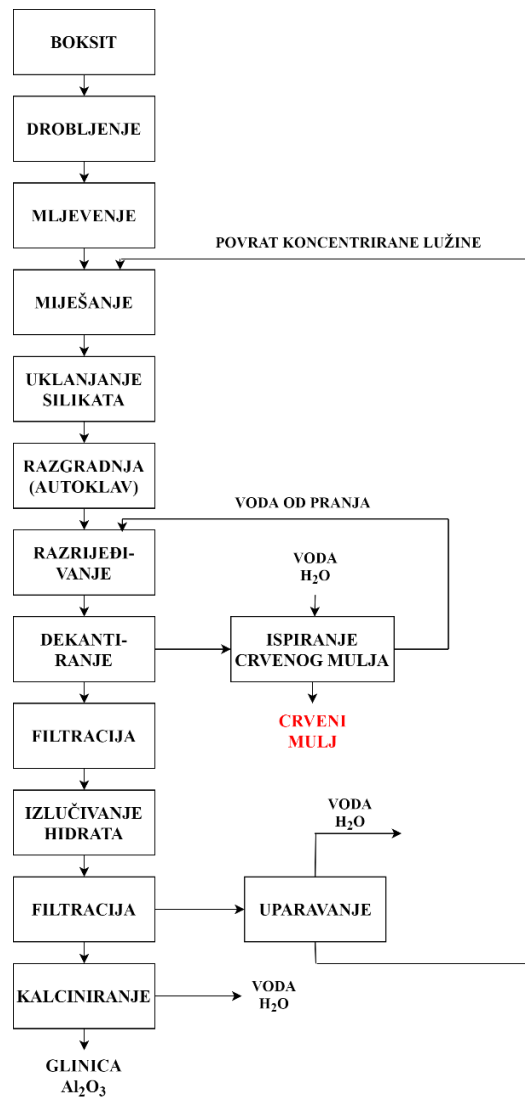 BOKSIT
DROBLJENJE
MLJEVENJE
POVRAT KONCENTRIRANE LUŽINE
MIJEŠANJE
UKLANJANJE
SILIKATA
RAZGRADNJA
(AUTOKLAV)
VODA OD PRANJA
RAZRIJEĐI-
VANJE
VODA
H₂O
DEKANTI-
RANJE
ISPIRANJE
CRVENOG MULJA
CRVENI
MULJ
FILTRACIJA
IZLUČIVANJE
HIDRATA
VODA
H₂O
FILTRACIJA
UPARAVANJE
KALCINIRANJE
VODA
H₂O
GLINICA
Al₂O₃